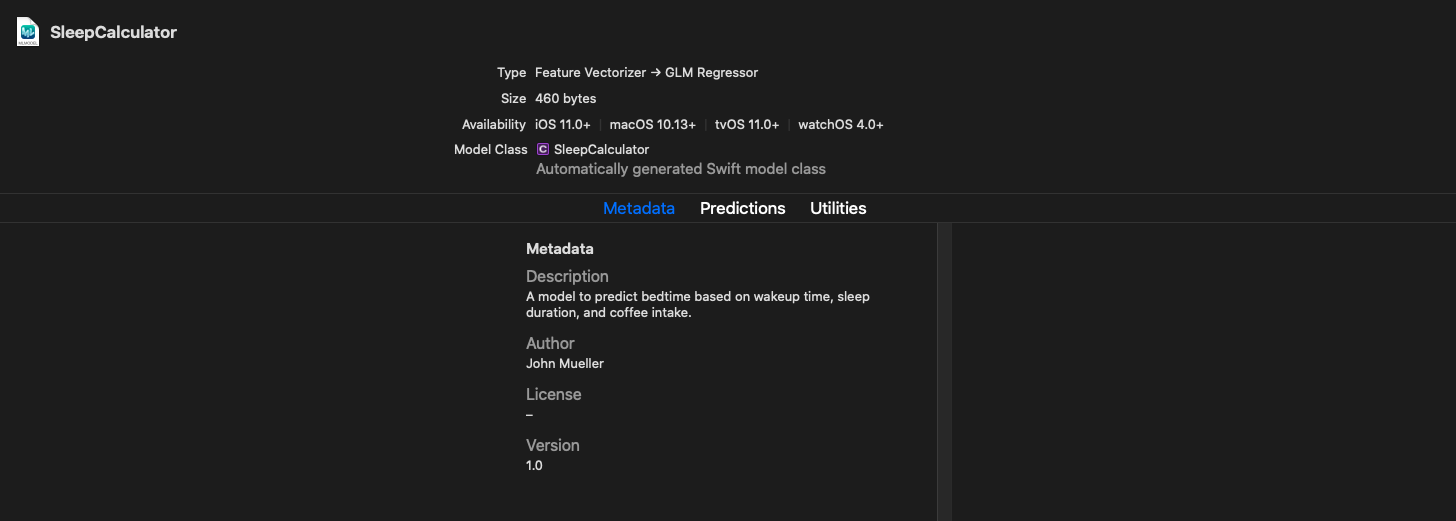 SleepCalculator
Type Feature Vectorizer → GLM Regressor
Size 460 bytes
Availability iOS 11.0+ | macOS 10.13+ | tvOS 11.0+ | watchOS 4.0+
Model Class C SleepCalculator
Automatically generated Swift model class
Metadata Predictions Utilities
Metadata
Description
A model to predict bedtime based on wakeup time, sleep
duration, and coffee intake.
Author
John Mueller
License
–
Version
1.0